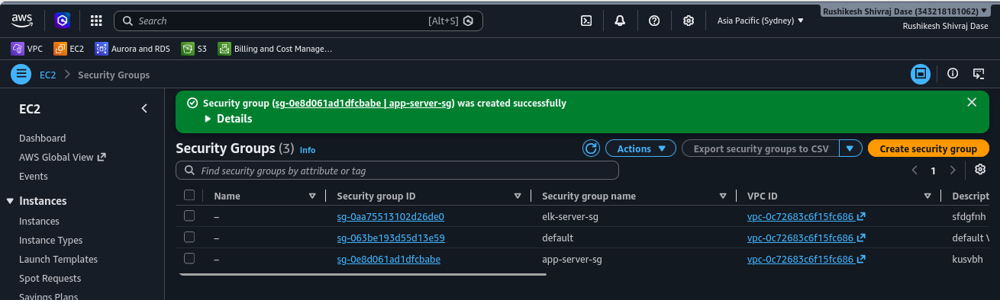 aws
Search
[Alt+S]
Asia Pacific (Sydney)
Rushikesh Shivraj Dase (343218181062)
Rushikesh Shivraj Dase
VPC
EC2
Aurora and RDS
S3
Billing and Cost Manage...
EC2
Security Groups
EC2
Dashboard
AWS Global View
Events
Instances
Instances
Instance Types
Launch Templates
Spot Requests
Savings Plans
Security group (sg-0e8d061ad1dfcbabe | app-server-sg) was created successfully
Details
Security Groups (3) Info
Actions
Export security groups to CSV
Create security group
Find security groups by attribute or tag
1
Name Security group ID Security group name VPC ID Descript
– sg-0aa75513102d26de0 elk-server-sg vpc-0c72683c6f15fc686 sfdgfnh
– sg-063be193d55d13e59 default vpc-0c72683c6f15fc686 default V
– sg-0e8d061ad1dfcbabe app-server-sg vpc-0c72683c6f15fc686 kusvbh